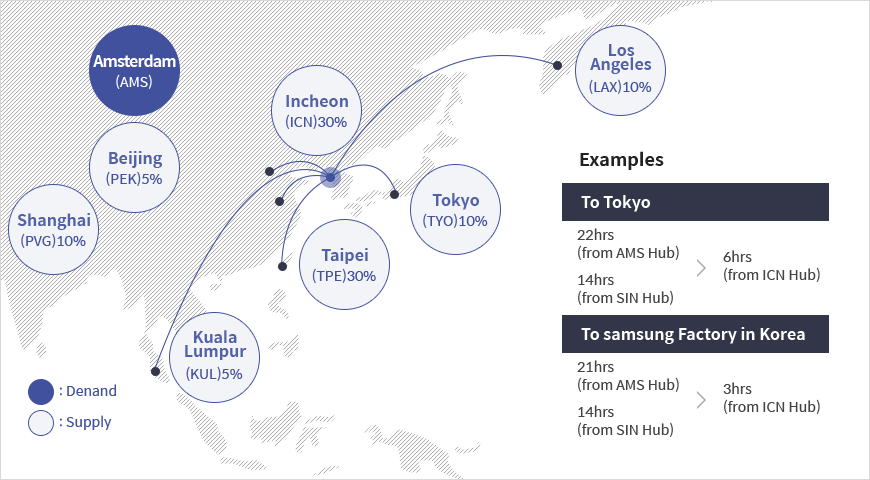 Amsterdam
(AMS)
Beijing
(PEK)5%
Shanghai
(PVG)10%
Incheon
(ICN)30%
Los
Angeles
(LAX)10%
Tokyo
(TYO)10%
Taipei
(TPE)30%
Kuala
Lumpur
(KUL)5%
: Denand
: Supply
Examples
To Tokyo
22hrs
(from AMS Hub)
14hrs
(from SIN Hub)
6hrs
(from ICN Hub)
To samsung Factory in Korea
21hrs
(from AMS Hub)
14hrs
(from SIN Hub)
3hrs
(from ICN Hub)